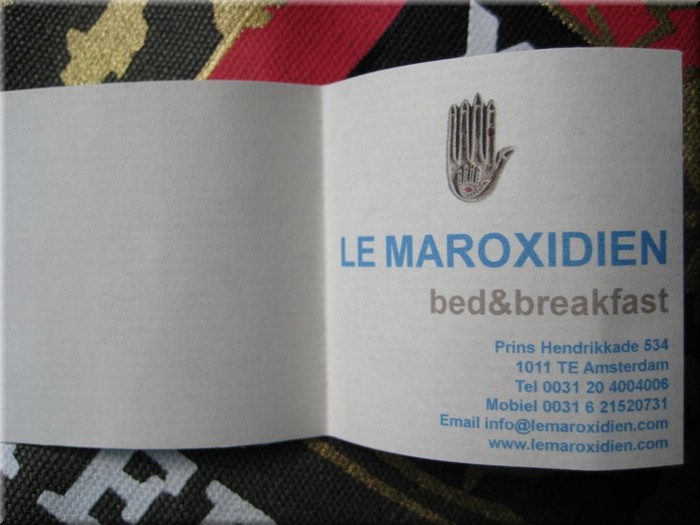 LE MAROXIDIEN
bed&breakfast
Prins Hendrikkade 534
1011 TE Amsterdam
Tel 0031 20 4004006
Mobiel 0031 6 21520731
Email info@lemaroxidien.com
www.lemaroxidien.com